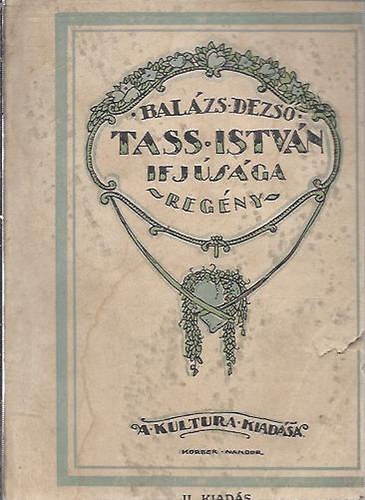 ·BALÁZS·DEZSŐ·
TASS·ISTVÁN
IFJÚSÁGA
REGÉNY
A·KULTURA·KIADÁSA
KORBER·NANDOR
II. KIADÁS